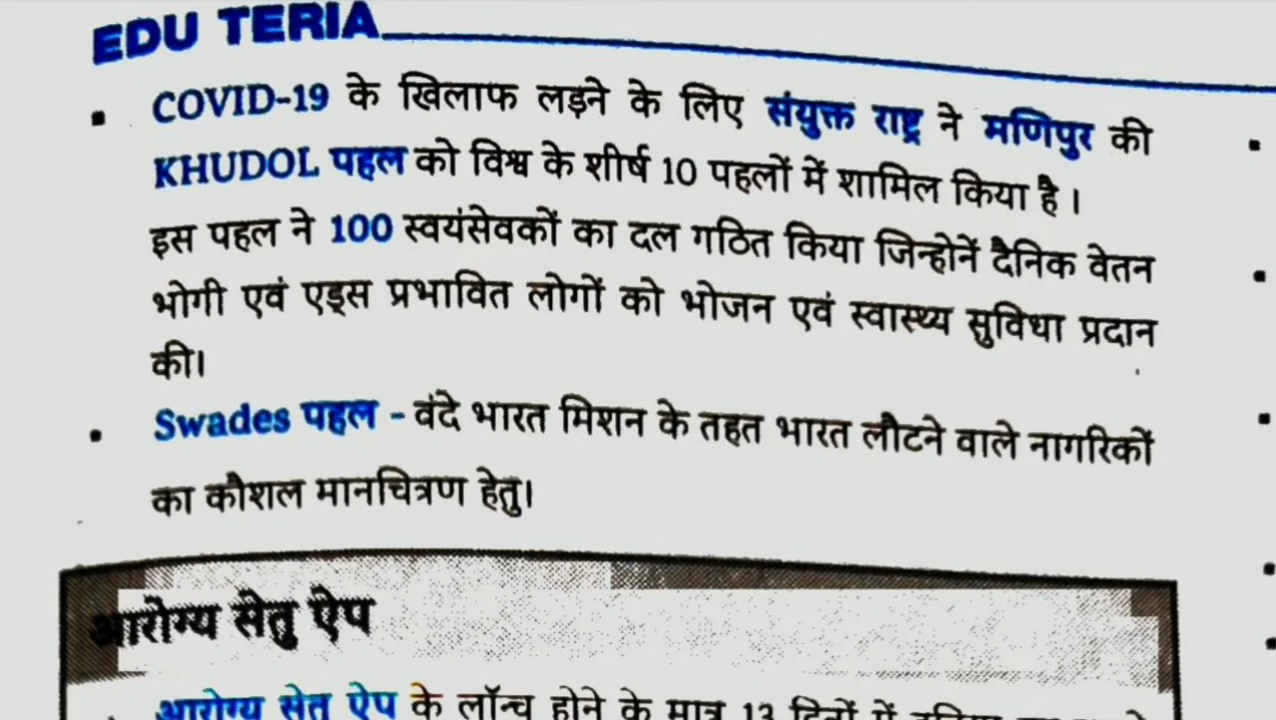 EDU TERIA
COVID-19 के खिलाफ लड़ने के लिए संयुक्त राष्ट्र ने मणिपुर की
KHUDOL पहल को विश्व के शीर्ष 10 पहलों में शामिल किया है ।
इस पहल ने 100 स्वयंसेवकों का दल गठित किया जिन्होनें दैनिक वेतन
भोगी एवं एड्स प्रभावित लोगों को भोजन एवं स्वास्थ्य सुविधा प्रदान
की।
Swades पहल - वंदे भारत मिशन के तहत भारत लौटने वाले नागरिकों
का कौशल मानचित्रण हेतु।
आरोग्य सेतु ऐप
आरोग्य सेतु ऐप के लॉन्च होने के मात्र 13 दिनों में